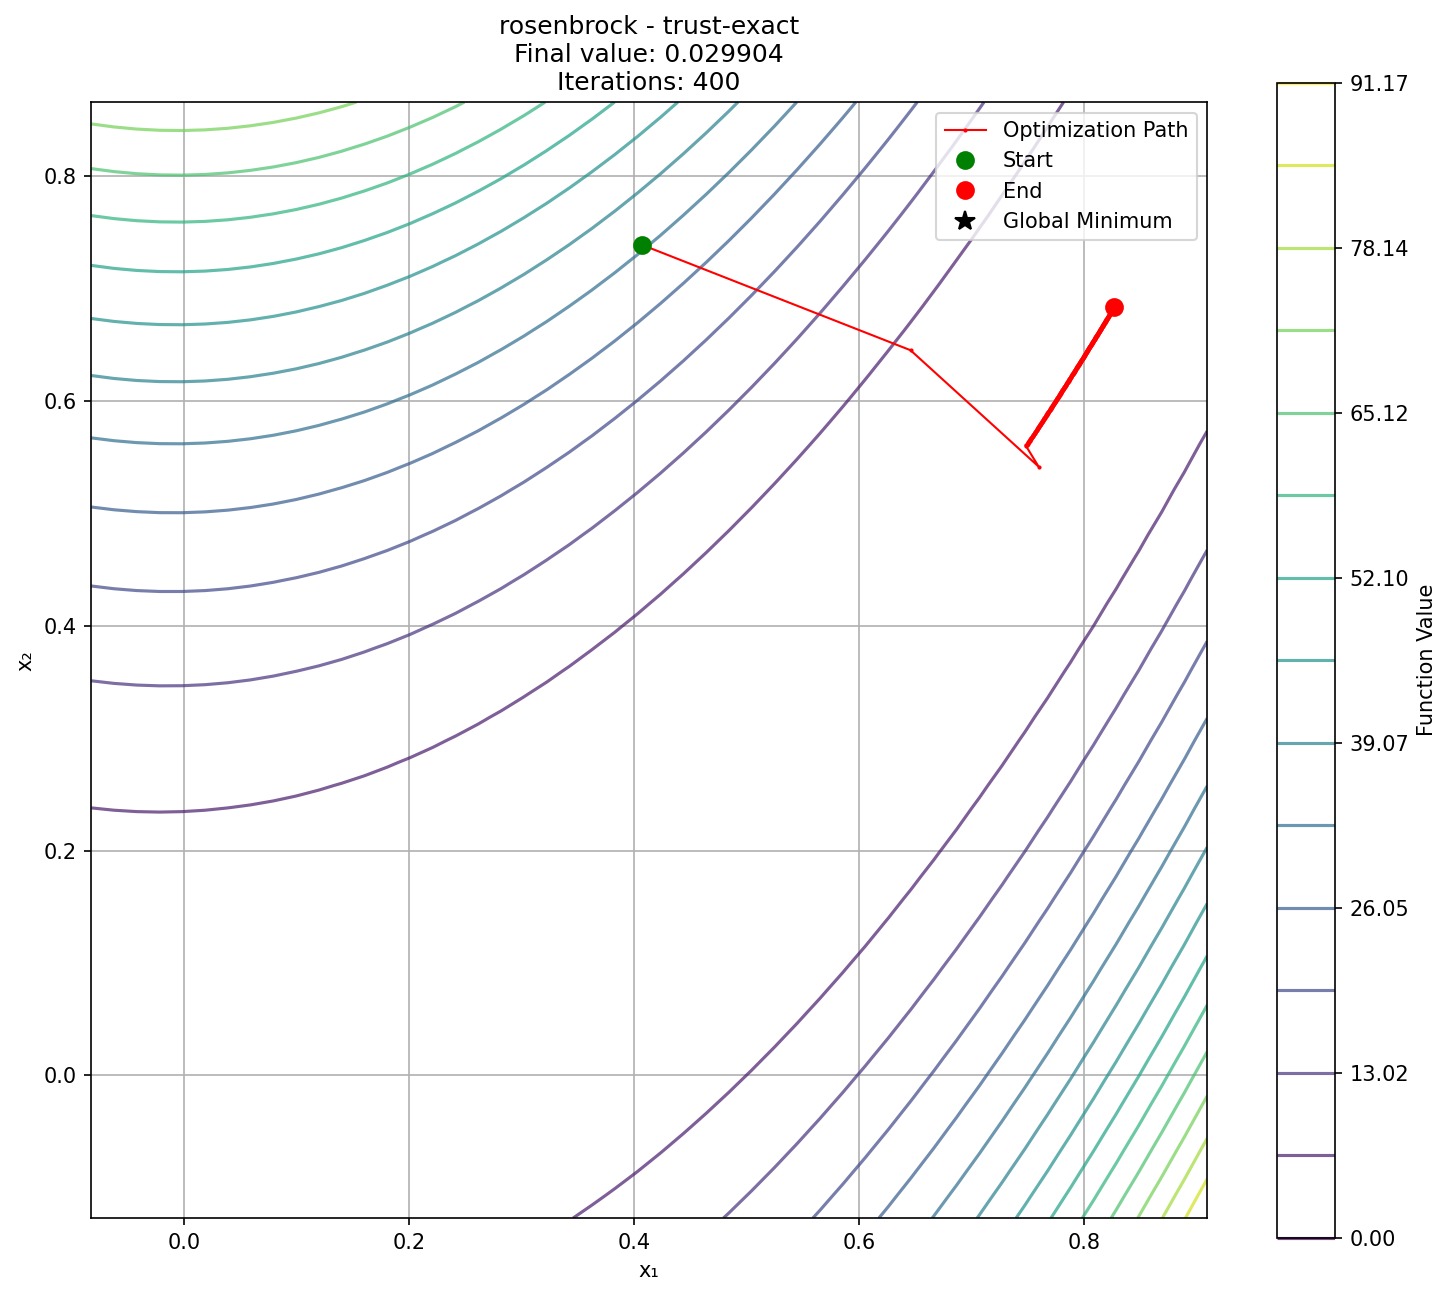 rosenbrock - trust-exact
Final value: 0.029904
Iterations: 400
Optimization Path
Start
End
Global Minimum
0.8
0.6
0.4
0.2
0.0
x₂
0.0
0.2
0.4
0.6
0.8
x₁
91.17
78.14
65.12
52.10
39.07
26.05
13.02
0.00
Function Value